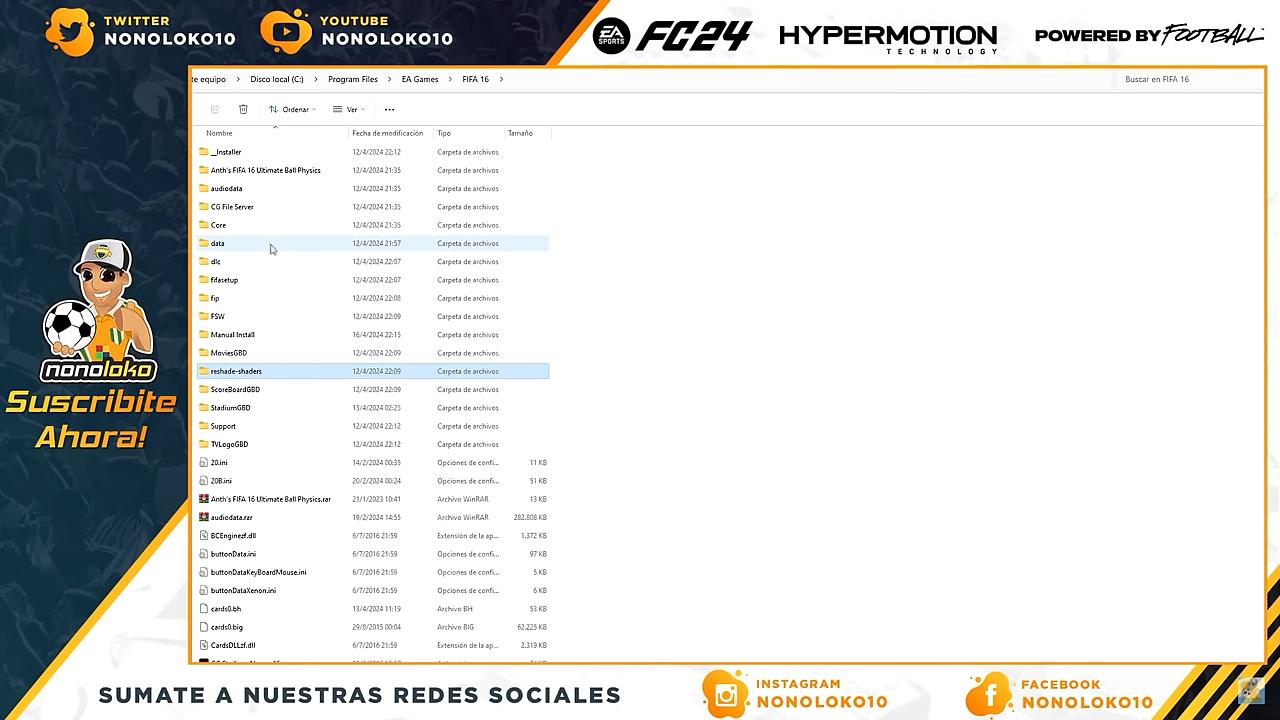 TWITTER
NONOLOKO10
YOUTUBE
NONOLOKO10
EA SPORTS FC24
HYPERMOTION
TECHNOLOGY
POWERED BY FOOTBALL
te equipo > Disco local (C:) > Program Files > EA Games > FIFA 16 >
Buscar en FIFA 16
Ordenar Ver ...
Nombre Fecha de modificación Tipo Tamaño
__Installer 12/4/2024 22:12 Carpeta de archivos
Anth's FIFA 16 Ultimate Ball Physics 12/4/2024 21:35 Carpeta de archivos
audiodata 12/4/2024 21:35 Carpeta de archivos
CG File Server 12/4/2024 21:35 Carpeta de archivos
Core 12/4/2024 21:35 Carpeta de archivos
data 12/4/2024 21:57 Carpeta de archivos
dlc 12/4/2024 22:07 Carpeta de archivos
fifasetup 12/4/2024 22:07 Carpeta de archivos
fip 12/4/2024 22:08 Carpeta de archivos
FSW 12/4/2024 22:09 Carpeta de archivos
Manual Install 16/4/2024 22:15 Carpeta de archivos
MoviesGBD 12/4/2024 22:09 Carpeta de archivos
reshade-shaders 12/4/2024 22:09 Carpeta de archivos
ScoreBoardGBD 12/4/2024 22:09 Carpeta de archivos
StadiumGBD 13/4/2024 02:25 Carpeta de archivos
Support 12/4/2024 22:12 Carpeta de archivos
TVLogoGBD 12/4/2024 22:12 Carpeta de archivos
20.ini 14/2/2024 00:35 Opciones de confi... 11 KB
20B.ini 20/2/2024 00:24 Opciones de confi... 51 KB
Anth's FIFA 16 Ultimate Ball Physics.rar 21/1/2023 10:41 Archivo WinRAR 13 KB
audiodata.rar 19/2/2024 14:55 Archivo WinRAR 282.808 KB
BCEnginezf.dll 6/7/2016 21:59 Extensión de la ap... 1.372 KB
buttonData.ini 6/7/2016 21:59 Opciones de confi... 97 KB
buttonDataKeyBoardMouse.ini 6/7/2016 21:59 Opciones de confi... 5 KB
buttonDataXenon.ini 6/7/2016 21:59 Opciones de confi... 6 KB
cards0.bh 13/4/2024 11:19 Archivo BH 53 KB
cards0.big 29/8/2015 00:04 Archivo BIG 62.225 KB
CardsDLLzf.dll 6/7/2016 21:59 Extensión de la ap... 2.319 KB
nonoloko
Suscribite
Ahora!
SUMATE A NUESTRAS REDES SOCIALES
INSTAGRAM
NONOLOKO10
FACEBOOK
NONOLOKO10